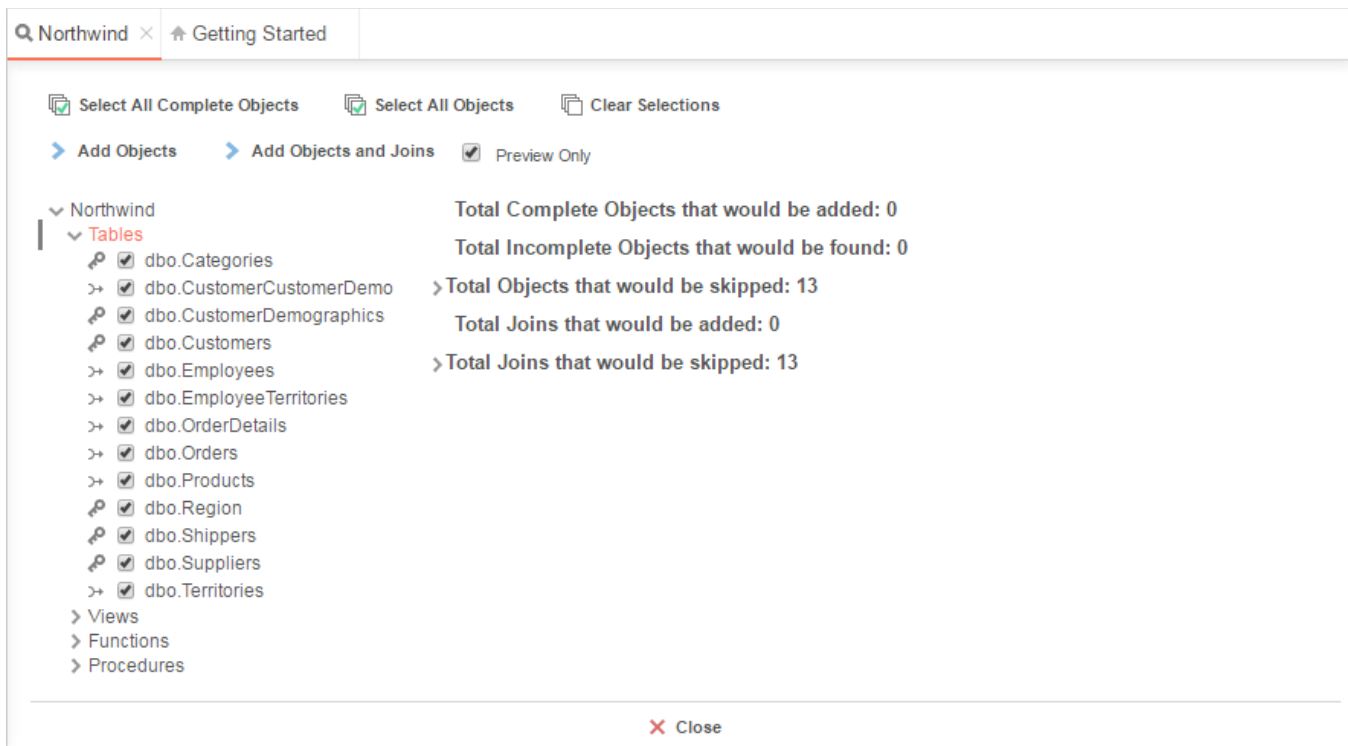 Northwind Getting Started
Select All Complete Objects Select All Objects Clear Selections
Add Objects Add Objects and Joins Preview Only
Northwind
Tables
dbo.Categories
dbo.CustomerCustomerDemo
dbo.CustomerDemographics
dbo.Customers
dbo.Employees
dbo.EmployeeTerritories
dbo.OrderDetails
dbo.Orders
dbo.Products
dbo.Region
dbo.Shippers
dbo.Suppliers
dbo.Territories
Views
Functions
Procedures
Total Complete Objects that would be added: 0
Total Incomplete Objects that would be found: 0
Total Objects that would be skipped: 13
Total Joins that would be added: 0
Total Joins that would be skipped: 13
Close